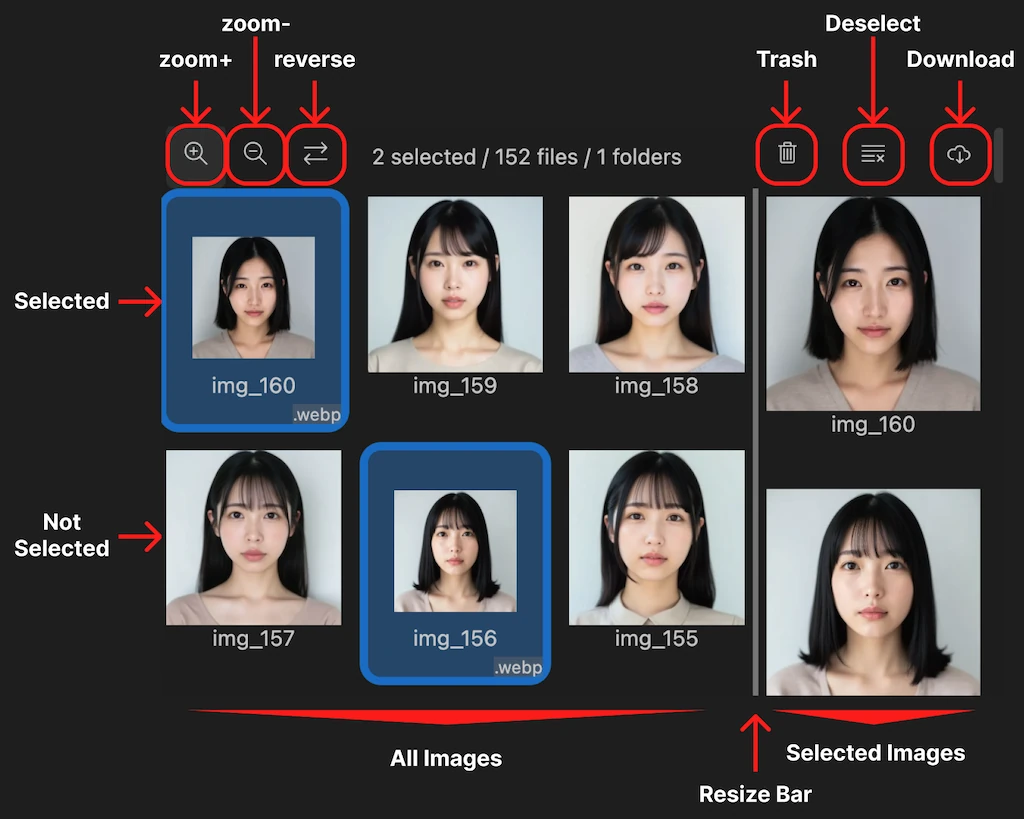 zoom-
Deselect
zoom+
reverse
Trash
Download
2 selected / 152 files / 1 folders
Selected
img_160
.webp
img_159
img_158
img_160
Not
Selected
img_157
img_156
.webp
img_155
All Images
Selected Images
Resize Bar